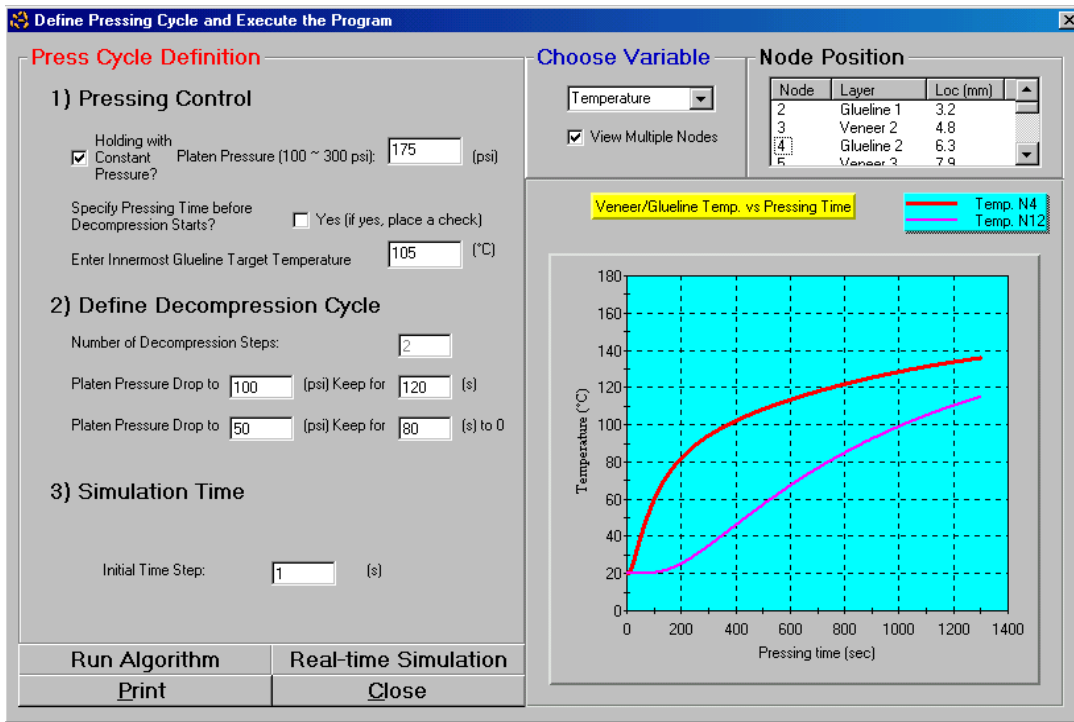 Define Pressing Cycle and Execute the Program
Press Cycle Definition
1) Pressing Control
Holding with
Constant
Pressure?
Platen Pressure (100 ~ 300 psi): 175 (psi)
Specify Pressing Time before
Decompression Starts?
Yes (if yes, place a check)
Enter Innermost Glueline Target Temperature 105 (°C)
2) Define Decompression Cycle
Number of Decompression Steps: 2
Platen Pressure Drop to 100 (psi) Keep for 120 (s)
Platen Pressure Drop to 50 (psi) Keep for 80 (s) to 0
3) Simulation Time
Initial Time Step: 1 (s)
Run Algorithm
Real-time Simulation
Print
Close
Choose Variable
Temperature
View Multiple Nodes
Node Position
Node Layer Loc (mm)
2 Glueline 1 3.2
3 Veneer 2 4.8
4 Glueline 2 6.3
5 Veneer 3 7.9
Veneer/Glueline Temp. vs Pressing Time
Temp. N4
Temp. N12
Temperature (°C)
180
160
140
120
100
80
60
40
20
0
0 200 400 600 800 1000 1200 1400
Pressing time (sec)